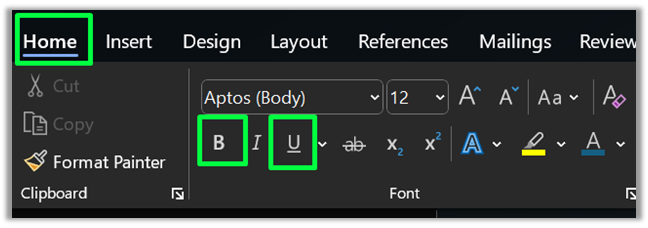 Home Insert Design Layout References Mailings Review
Cut
Aptos (Body) 12 A A Aa A
Copy
B I U ab x2 x2 A A
Format Painter
Clipboard Font